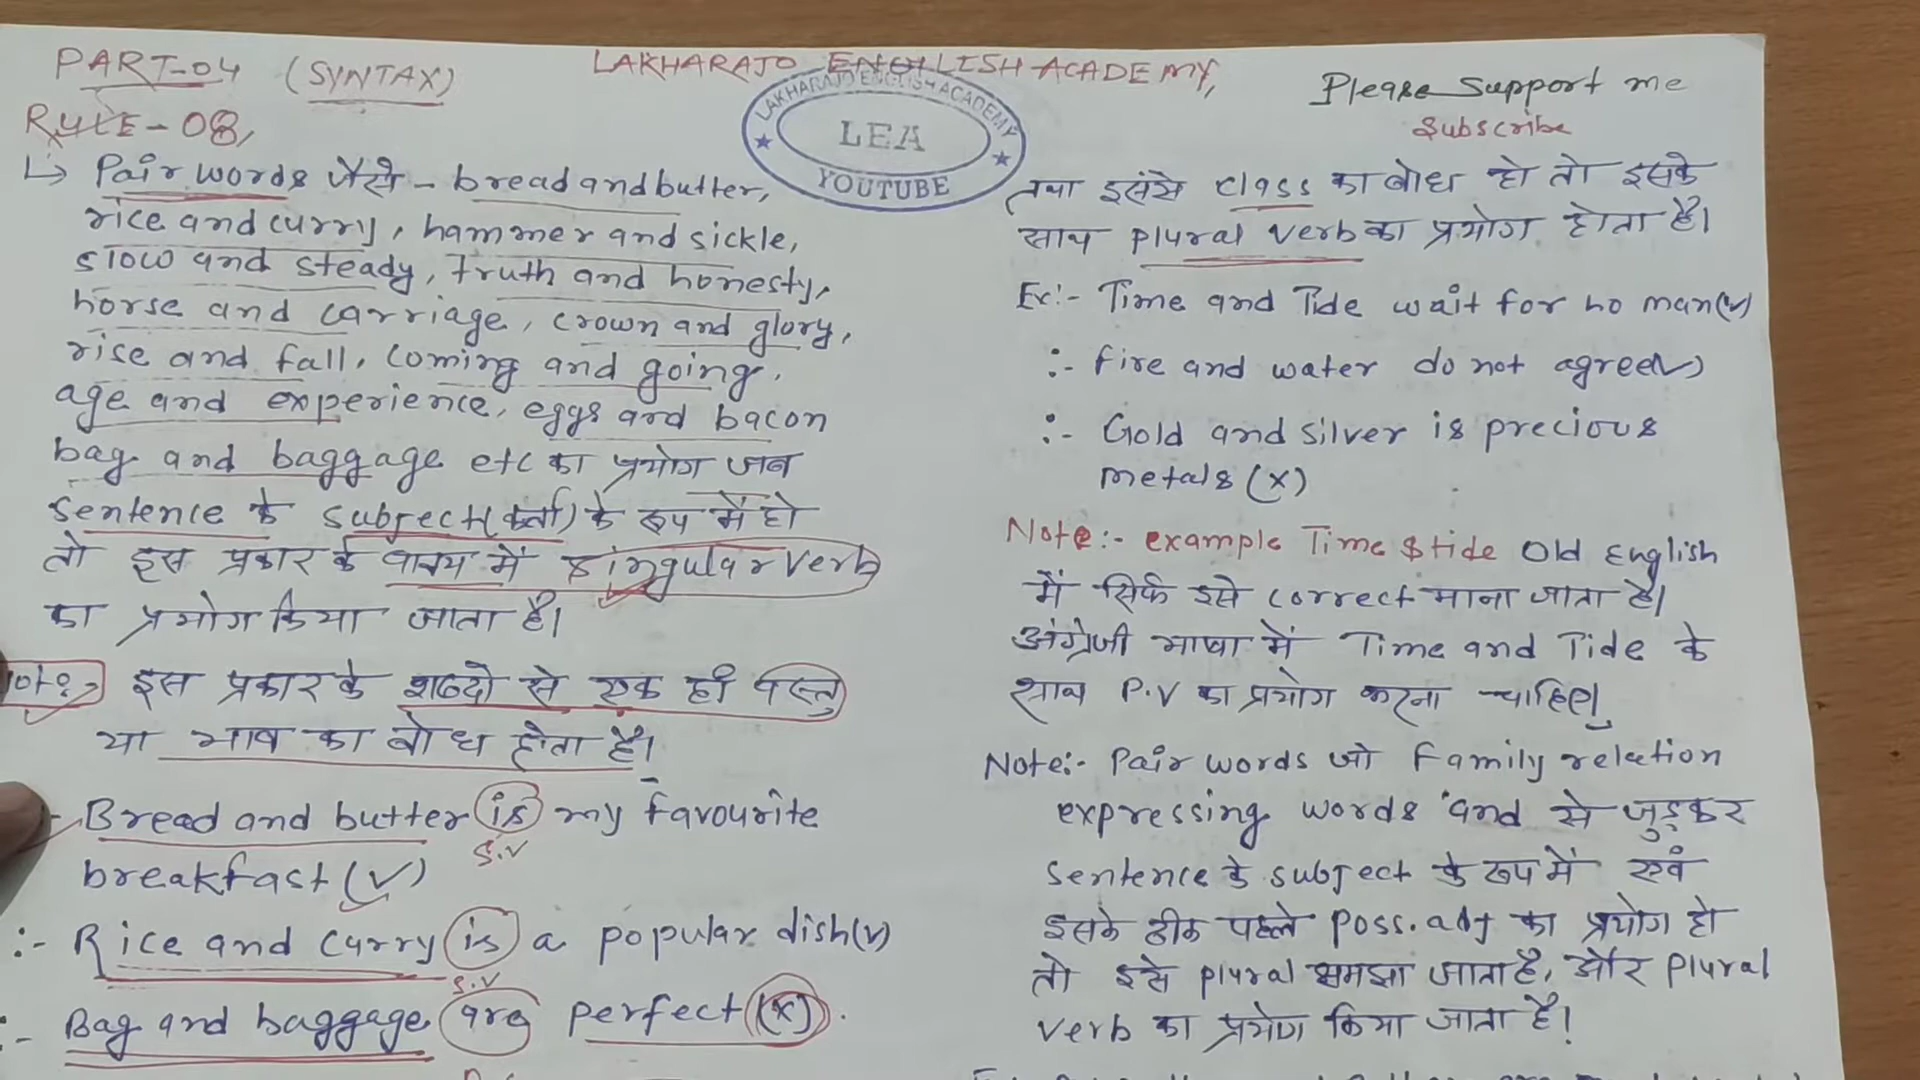 PART-04 (SYNTAX)
LAKHARAJO ENGLISH ACADEMY,
Please Support me
Subscribe
LAKHARAJO ENGLISH ACADEMY
LEA
YOUTUBE
RULE-08,
↳ Pair words जैसे - bread and butter,
rice and curry, hammer and sickle,
slow and steady, truth and honesty,
horse and carriage, crown and glory,
rise and fall, coming and going,
age and experience, eggs and bacon
bag and baggage etc का प्रयोग जब
sentence के subject (कर्ता) के रूप में हो
तो इस प्रकार के वाक्य में singular verb
का प्रयोग किया जाता है।
ote:- इस प्रकार के शब्दो से एक ही वस्तु
या भाव का बोध होता है।
Bread and butter is my favourite
S.V
breakfast (✓)
:- Rice and curry is a popular dish (✓)
S.V
:- Bag and baggage are perfect (x).
तथा इससे class का बोध हो तो इसके
साथ plural verb का प्रयोग होता है।
Ex:- Time and Tide wait for no man (✓)
:- fire and water do not agree (✓)
:- Gold and silver is precious
metals (x)
Note:- example Time & tide Old English
में सिर्फ इसे correct माना जाता है।
अंग्रेजी भाषा में Time and Tide के
साथ P.V का प्रयोग करना चाहिए।
Note:- Pair words जो family relation
expressing words 'and से जुड़कर
sentence के subject के रूप में एवं
इसके ठीक पहले poss. adj का प्रयोग हो
तो इसे plural समझा जाता है, और plural
verb का प्रयोग किया जाता है।